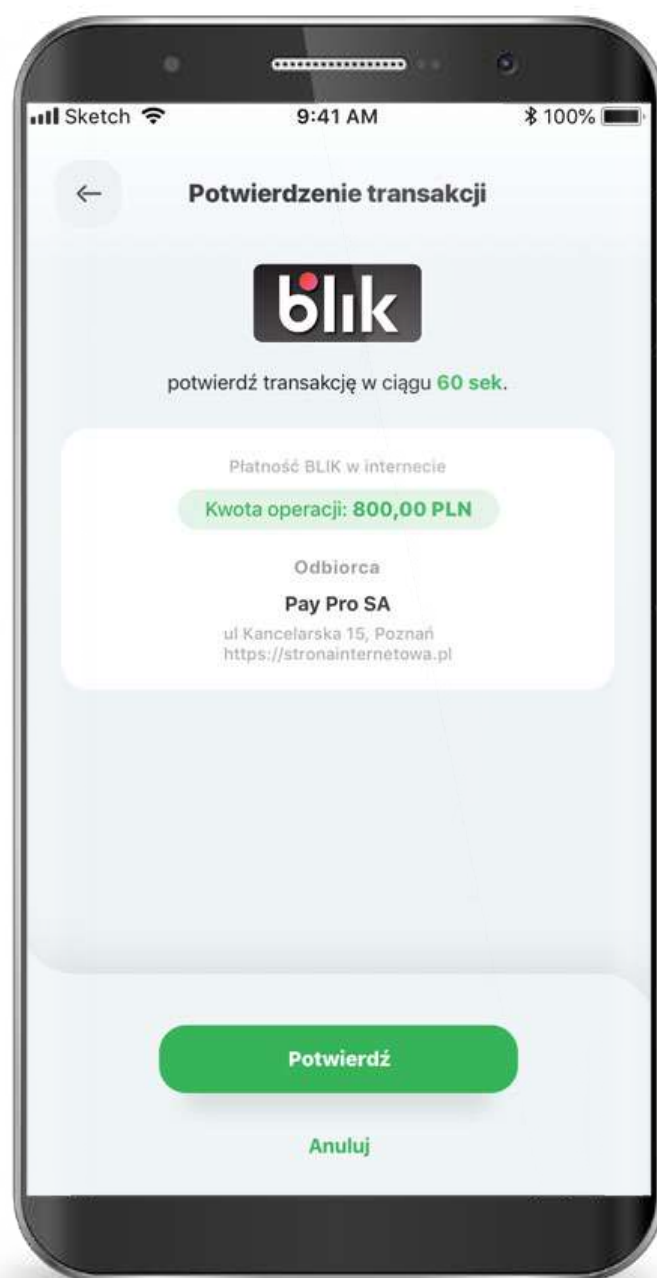 Sketch 9:41 AM 100%
Potwierdzenie transakcji
blik
potwierdź transakcję w ciągu 60 sek.
Płatność BLIK w internecie
Kwota operacji: 800,00 PLN
Odbiorca
Pay Pro SA
ul Kancelarska 15, Poznań
https://stronainternetowa.pl
Potwierdź
Anuluj